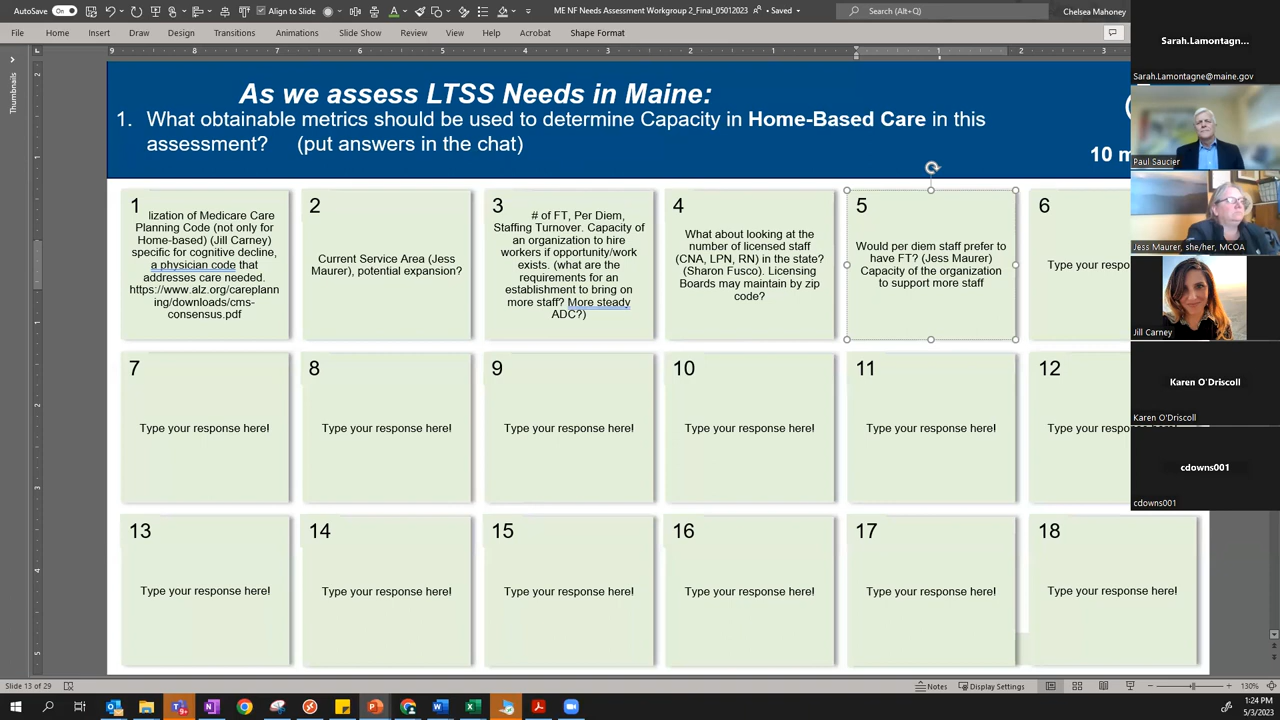 AutoSave On Align to Slide ME NF Needs Assessment Workgroup 2_Final_05012023 • Saved Search (Alt+Q) Chelsea Mahoney
File Home Insert Draw Design Transitions Animations Slide Show Review View Help Acrobat Shape Format
Thumbnails
As we assess LTSS Needs in Maine:
1. What obtainable metrics should be used to determine Capacity in Home-Based Care in this
assessment? (put answers in the chat)
10 m
1
lization of Medicare Care
Planning Code (not only for
Home-based) (Jill Carney)
specific for cognitive decline,
a physician code that
addresses care needed.
https://www.alz.org/careplann
ing/downloads/cms-
consensus.pdf
2
Current Service Area (Jess
Maurer), potential expansion?
3
# of FT, Per Diem,
Staffing Turnover. Capacity of
an organization to hire
workers if opportunity/work
exists. (what are the
requirements for an
establishment to bring on
more staff? More steady
ADC?)
4
What about looking at the
number of licensed staff
(CNA, LPN, RN) in the state?
(Sharon Fusco). Licensing
Boards may maintain by zip
code?
5
Would per diem staff prefer to
have FT? (Jess Maurer)
Capacity of the organization
to support more staff
6
Type your respo
7
Type your response here!
8
Type your response here!
9
Type your response here!
10
Type your response here!
11
Type your response here!
12
Type your respo
13
Type your response here!
14
Type your response here!
15
Type your response here!
16
Type your response here!
17
Type your response here!
18
Type your response here!
Sarah.Lamontagn...
Sarah.Lamontagne@maine.gov
Paul Saucier
Jess Maurer, she/her, MCOA
Jill Carney
Karen O'Driscoll
Karen O'Driscoll
cdowns001
cdowns001
Slide 13 of 29 Notes Display Settings 130%
1:24 PM
5/3/2023